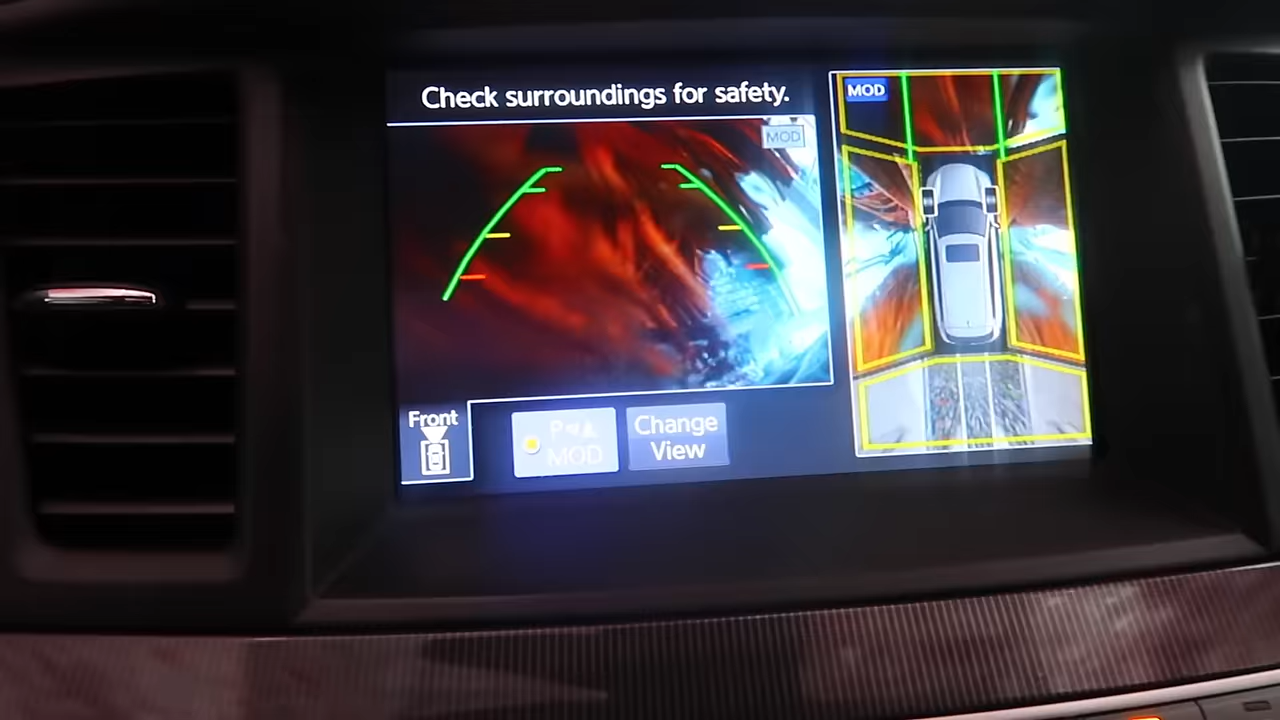 Check surroundings for safety.
MOD
MOD
Front
MOD
Change
View